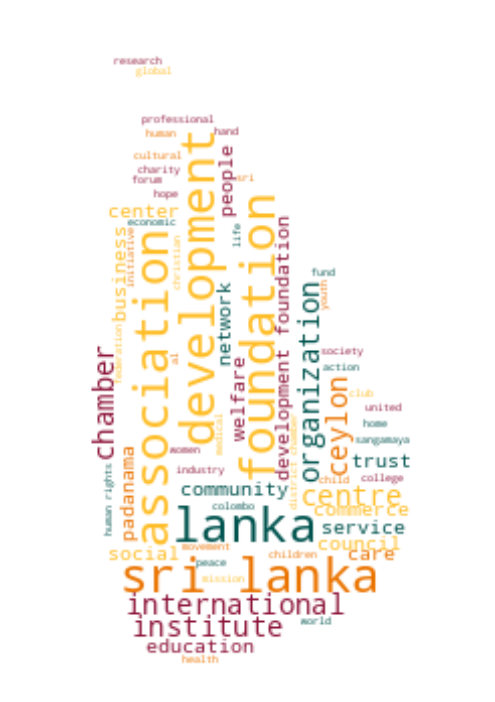 research
global
professional
human
hand
cultural
charity
forum
hope
people
sri
development
center
economic
foundation
life
christian
initiative
business
association
development foundation
network
fund
youth
organization
federation
al
chamber
welfare
society
action
ceylon
club
united
home
sangamaya
medical
district chamber
women
padanama
human rights
industry
child
college
trust
community
centre
colombo
commerce
lanka
service
council
social
movement
children
care
peace
sri lanka
mission
international
institute
world
education
health